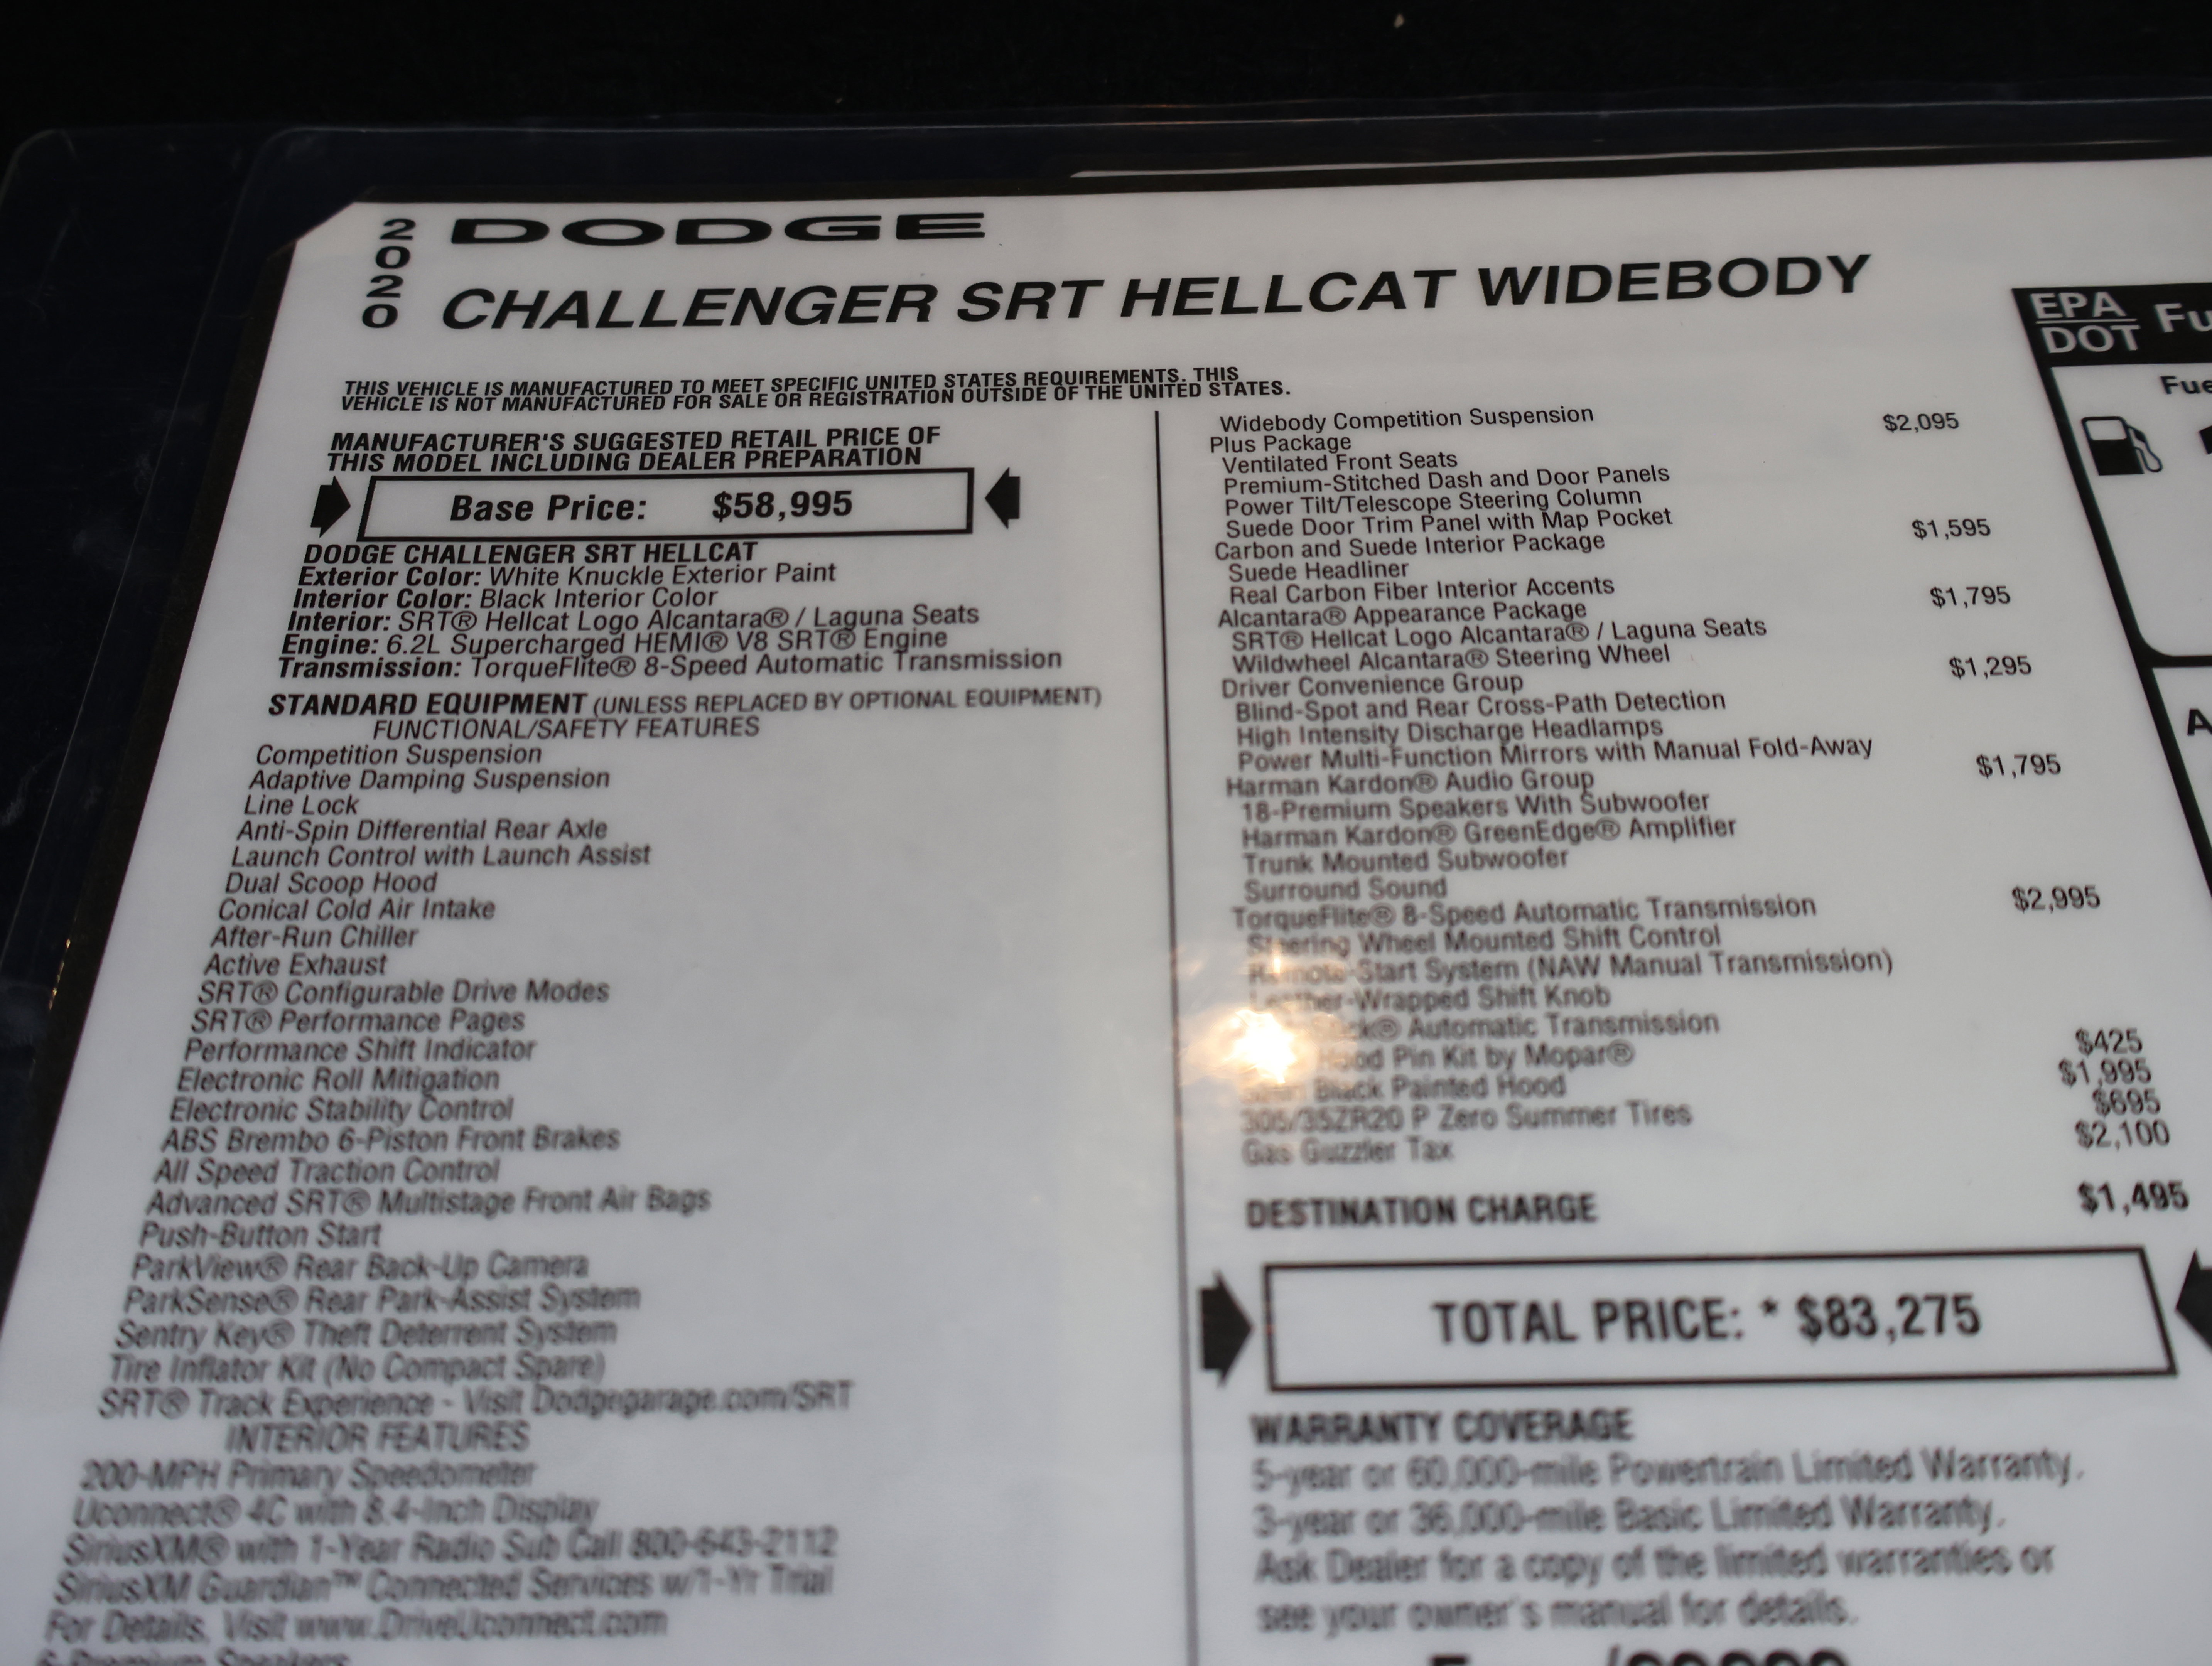 2020
DODGE
CHALLENGER SRT HELLCAT WIDEBODY
THIS VEHICLE IS MANUFACTURED TO MEET SPECIFIC UNITED STATES REQUIREMENTS. THIS
VEHICLE IS NOT MANUFACTURED FOR SALE OR REGISTRATION OUTSIDE OF THE UNITED STATES.
MANUFACTURER'S SUGGESTED RETAIL PRICE OF
THIS MODEL INCLUDING DEALER PREPARATION
Base Price: $58,995
DODGE CHALLENGER SRT HELLCAT
Exterior Color: White Knuckle Exterior Paint
Interior Color: Black Interior Color
Interior: SRT® Hellcat Logo Alcantara® / Laguna Seats
Engine: 6.2L Supercharged HEMI® V8 SRT® Engine
Transmission: TorqueFlite® 8-Speed Automatic Transmission
STANDARD EQUIPMENT (UNLESS REPLACED BY OPTIONAL EQUIPMENT)
FUNCTIONAL/SAFETY FEATURES
Competition Suspension
Adaptive Damping Suspension
Line Lock
Anti-Spin Differential Rear Axle
Launch Control with Launch Assist
Dual Scoop Hood
Conical Cold Air Intake
After-Run Chiller
Active Exhaust
SRT® Configurable Drive Modes
SRT® Performance Pages
Performance Shift Indicator
Electronic Roll Mitigation
Electronic Stability Control
ABS Brembo 6-Piston Front Brakes
All Speed Traction Control
Advanced SRT® Multistage Front Air Bags
Push-Button Start
ParkView® Rear Back-Up Camera
ParkSense® Rear Park-Assist System
Sentry Key® Theft Deterrent System
Tire Inflator Kit (No Compact Spare)
SRT® Track Experience - Visit Dodgegarage.com/SRT
INTERIOR FEATURES
200-MPH Primary Speedometer
Uconnect® 4C with 8.4-Inch Display
SiriusXM® with 1-Year Radio Sub Call 800-643-2112
SiriusXM Guardian™ Connected Services w/1-Yr Trial
For Details, Visit www.DriveUconnect.com
6-Premium Speakers
Widebody Competition Suspension
Plus Package $2,095
Ventilated Front Seats
Premium-Stitched Dash and Door Panels
Power Tilt/Telescope Steering Column
Suede Door Trim Panel with Map Pocket
Carbon and Suede Interior Package $1,595
Suede Headliner
Real Carbon Fiber Interior Accents
Alcantara® Appearance Package $1,795
SRT® Hellcat Logo Alcantara® / Laguna Seats
Wildwheel Alcantara® Steering Wheel
Driver Convenience Group $1,295
Blind-Spot and Rear Cross-Path Detection
High Intensity Discharge Headlamps
Power Multi-Function Mirrors with Manual Fold-Away
Harman Kardon® Audio Group $1,795
18-Premium Speakers With Subwoofer
Harman Kardon® GreenEdge® Amplifier
Trunk Mounted Subwoofer
Surround Sound
TorqueFlite® 8-Speed Automatic Transmission $2,995
Steering Wheel Mounted Shift Control
Remote Start System (NAW Manual Transmission)
Leather-Wrapped Shift Knob
Automatic Transmission
Hood Pin Kit by Mopar® $425
Black Painted Hood $1,995
305/35ZR20 P Zero Summer Tires $695
Gas Guzzler Tax $2,100
DESTINATION CHARGE $1,495
TOTAL PRICE: * $83,275
WARRANTY COVERAGE
5-year or 60,000-mile Powertrain Limited Warranty.
3-year or 36,000-mile Basic Limited Warranty.
Ask Dealer for a copy of the limited warranties or
see your owner's manual for details.
EPA
DOT
Fu
Fue
A